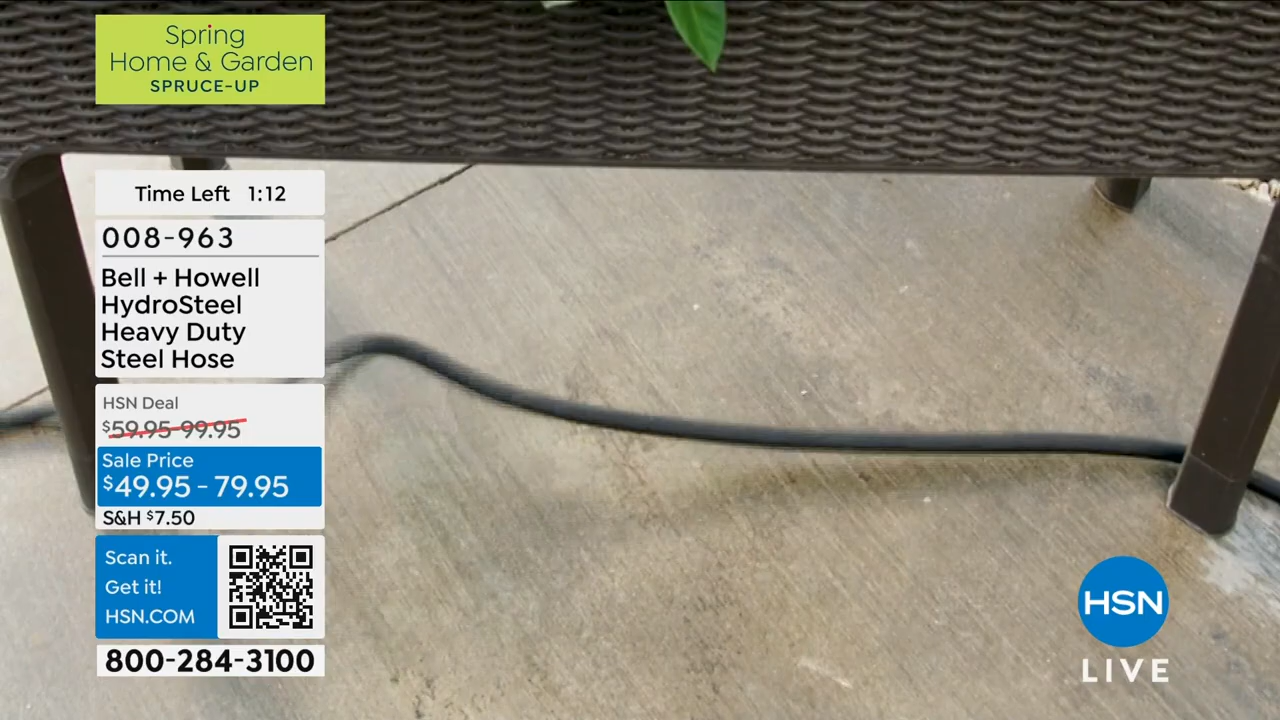 Spring
Home & Garden
SPRUCE-UP
Time Left 1:12
008-963
Bell + Howell
HydroSteel
Heavy Duty
Steel Hose
HSN Deal
$59.95-99.95
Sale Price
$49.95 - 79.95
S&H $7.50
Scan it.
Get it!
HSN.COM
800-284-3100
HSN
LIVE